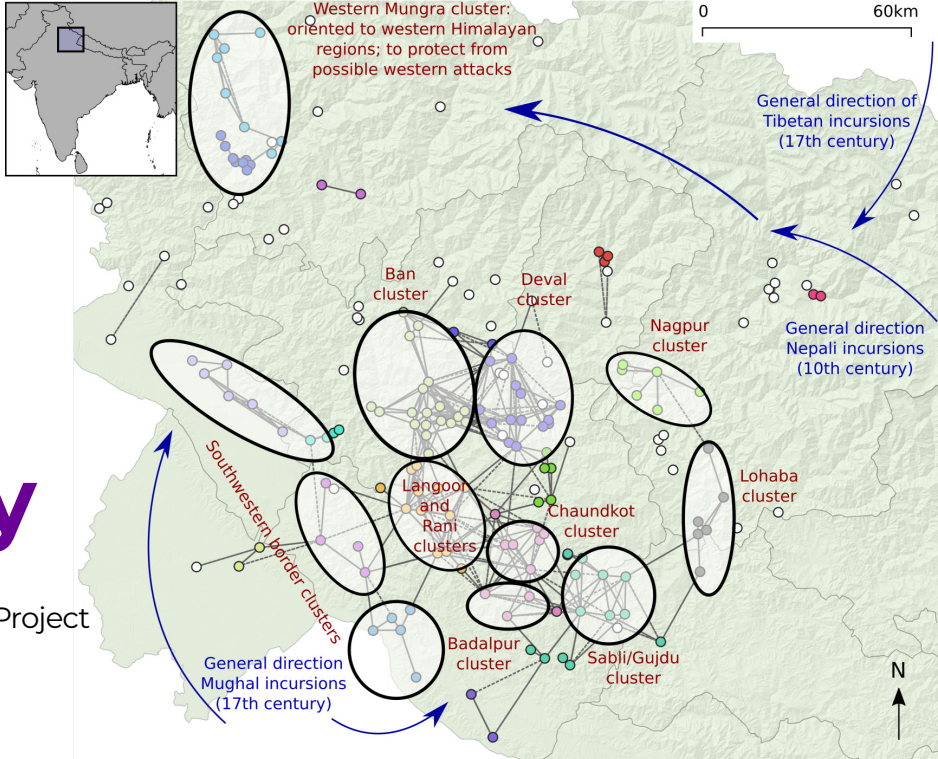 Western Mungra cluster:
oriented to western Himalayan
regions; to protect from
possible western attacks
0 60km
General direction of
Tibetan incursions
(17th century)
Ban
cluster
Deval
cluster
Nagpur
cluster
General direction
Nepali incursions
(10th century)
Southwestern border clusters
Langoor
and
Rani
clusters
Chaundkot
cluster
Lohaba
cluster
y
Project
Badalpur
cluster
Sabli/Gujdu
cluster
General direction
Mughal incursions
(17th century)
N